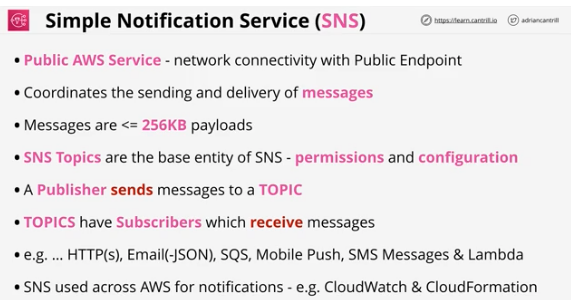 Simple Notification Service (SNS)
https://learn.cantrill.io
adriancantrill
• Public AWS Service - network connectivity with Public Endpoint
• Coordinates the sending and delivery of messages
• Messages are <= 256KB payloads
• SNS Topics are the base entity of SNS - permissions and configuration
• A Publisher sends messages to a TOPIC
• TOPICS have Subscribers which receive messages
• e.g. ... HTTP(s), Email(-JSON), SQS, Mobile Push, SMS Messages & Lambda
• SNS used across AWS for notifications - e.g. CloudWatch & CloudFormation